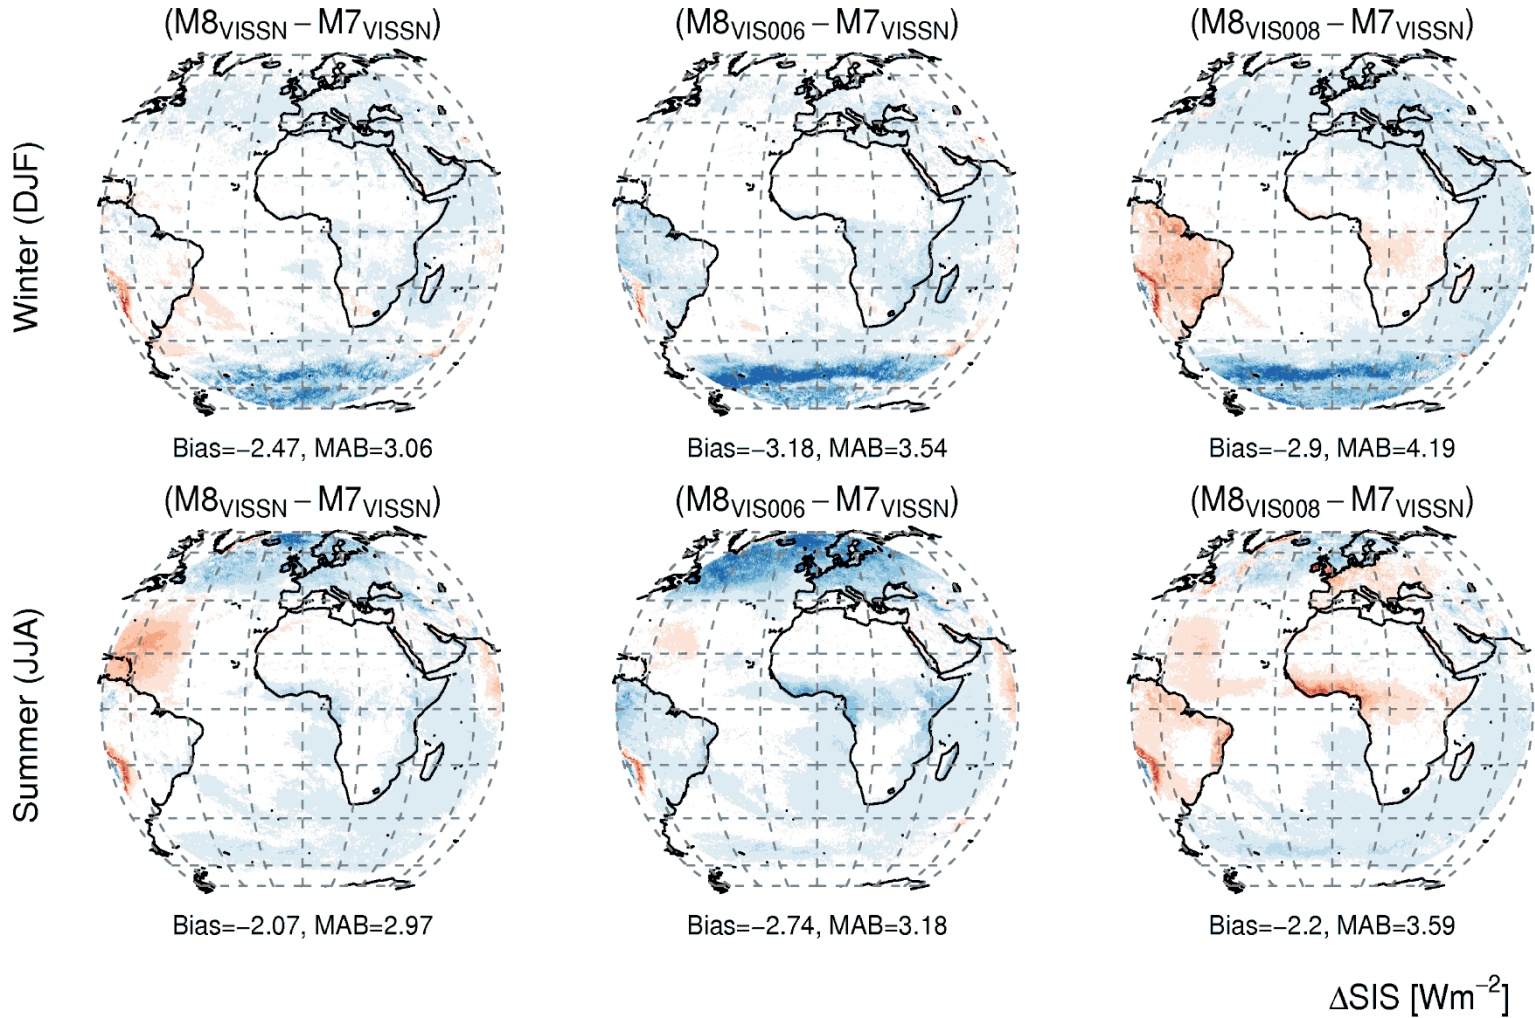 (M8VISSN − M7VISSN) (M8VIS006 − M7VISSN) (M8VIS008 − M7VISSN)
Winter (DJF)
Bias=−2.47, MAB=3.06 Bias=−3.18, MAB=3.54 Bias=−2.9, MAB=4.19
(M8VISSN − M7VISSN) (M8VIS006 − M7VISSN) (M8VIS008 − M7VISSN)
Summer (JJA)
Bias=−2.07, MAB=2.97 Bias=−2.74, MAB=3.18 Bias=−2.2, MAB=3.59
ΔSIS [Wm−2]